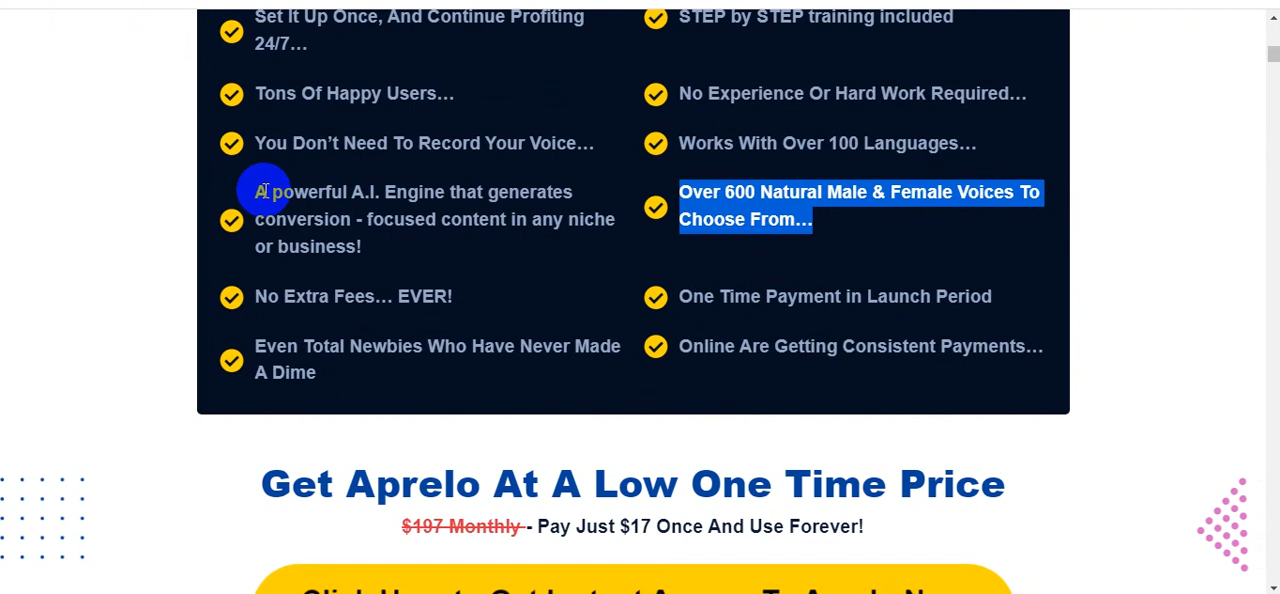 Set It Up Once, And Continue Profiting
24/7…
STEP by STEP training included
Tons Of Happy Users…
No Experience Or Hard Work Required…
You Don’t Need To Record Your Voice…
Works With Over 100 Languages…
A powerful A.I. Engine that generates
conversion - focused content in any niche
or business!
Over 600 Natural Male & Female Voices To
Choose From…
No Extra Fees… EVER!
One Time Payment in Launch Period
Even Total Newbies Who Have Never Made
A Dime
Online Are Getting Consistent Payments…
Get Aprelo At A Low One Time Price
$197 Monthly - Pay Just $17 Once And Use Forever!